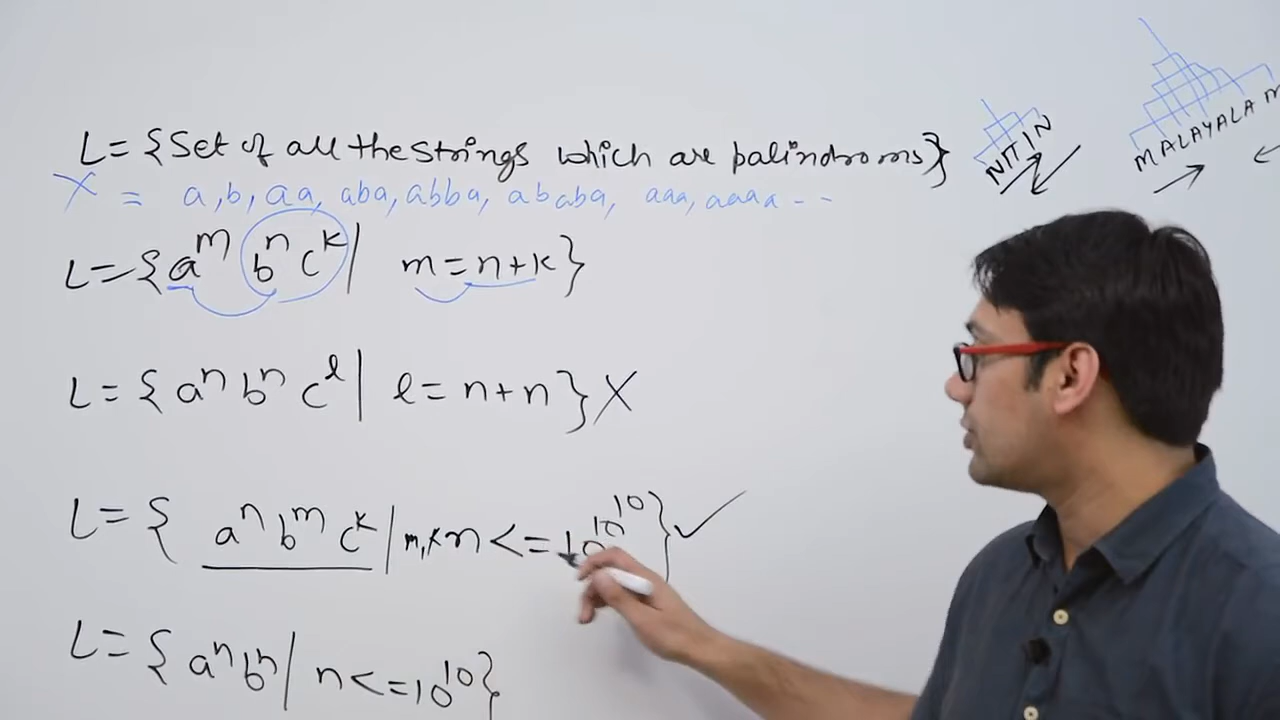 L={Set of all the strings which are palindroms}
NITIN
MALAYALAM
X = a,b, aa, aba, abba, ababa, aaa, aaaa - -
L={a^m b^n c^k | m=n+k}
L={a^n b^n c^l | l=n+n} X
L={ a^n b^m c^k | m,k n <= 10^10^10} ✓
L={a^n b^n | n <= 10^10}